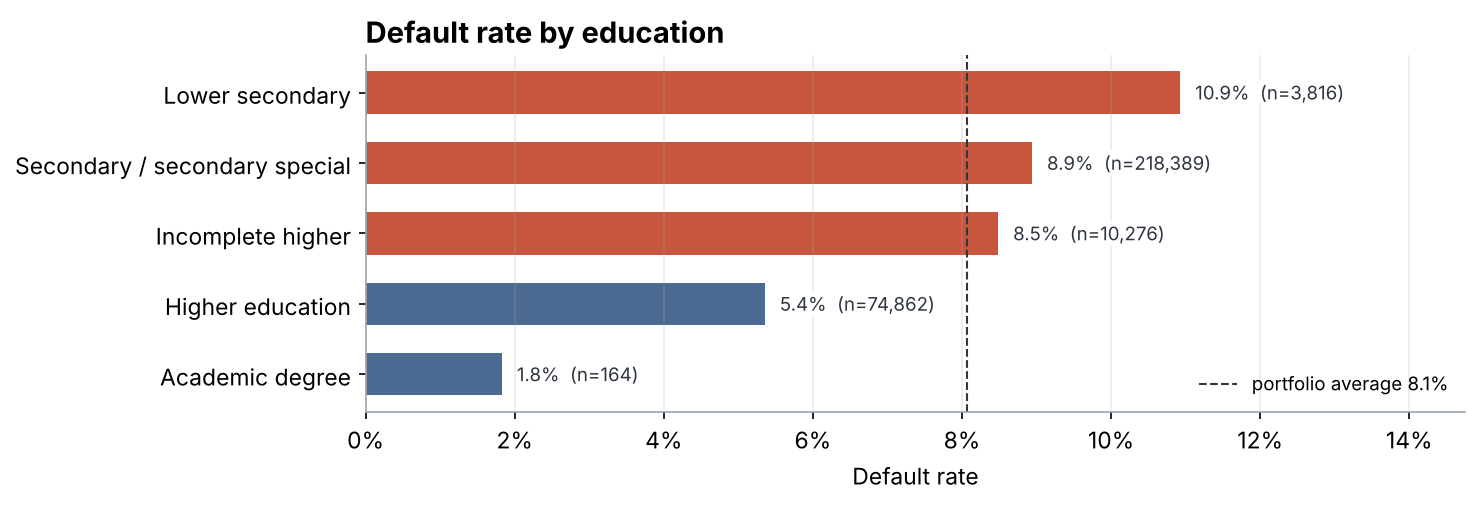 Default rate by education
Lower secondary
10.9% (n=3,816)
Secondary / secondary special
8.9% (n=218,389)
Incomplete higher
8.5% (n=10,276)
Higher education
5.4% (n=74,862)
Academic degree
1.8% (n=164)
portfolio average 8.1%
0% 2% 4% 6% 8% 10% 12% 14%
Default rate